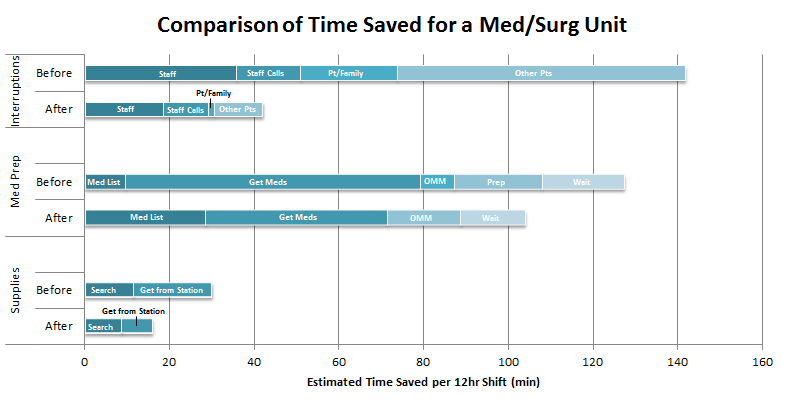 Comparison of Time Saved for a Med/Surg Unit
Interruptions
Before
Staff
Staff Calls
Pt/Family
Other Pts
Pt/Family
After
Staff
Staff Calls
Other Pts
Med Prep
Before
Med List
Get Meds
OMM
Prep
Wait
After
Med List
Get Meds
OMM
Wait
Supplies
Before
Search
Get from Station
Get from Station
After
Search
0 20 40 60 80 100 120 140 160
Estimated Time Saved per 12hr Shift (min)